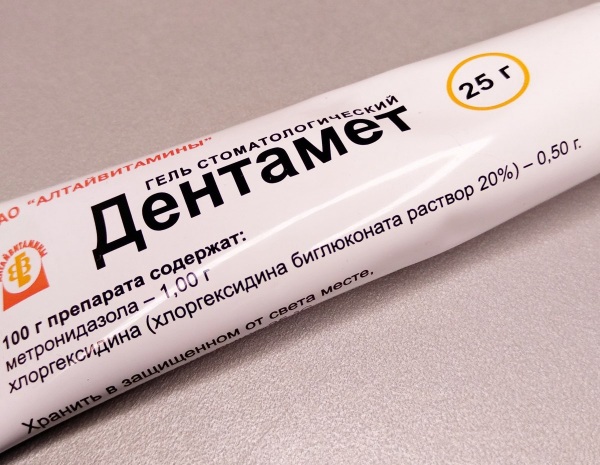 АО "АЛТАЙВИТАМИНЫ"
ГЕЛЬ СТОМАТОЛОГИЧЕСКИЙ
25 г
Дентамет
АЛТАЙВИТАМИНЫ
100 г препарата содержат:
метронидазола – 1,00 г
хлоргексидина (хлоргексидина биглюконата раствор 20%) – 0,50 г.
Хранить в защищенном от света месте,